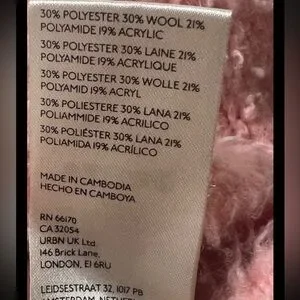 30% POLYESTER 30% WOOL 21%
POLYAMIDE 19% ACRYLIC
30% POLYESTER 30% LAINE 21%
POLYAMIDE 19% ACRYLIQUE
30% POLYESTER 30% WOLLE 21%
POLYAMID 19% ACRYL
30% POLIESTERE 30% LANA 21%
POLIAMMIDE 19% ACRILICO
30% POLIÉSTER 30% LANA 21%
POLIAMIDA 19% ACRÍLICO
MADE IN CAMBODIA
HECHO EN CAMBOYA
RN 66170
CA 32054
URBN UK Ltd
146 Brick Lane,
LONDON, E1 6RU
LEIDSESTRAAT 32, 1017 PB
AMSTERDAM, NETHERL